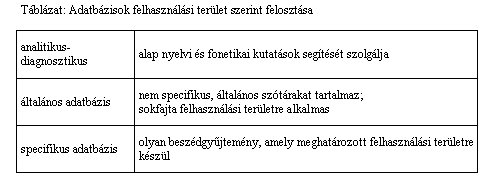 Táblázat: Adatbázisok felhasználási terület szerint felosztása
analitikus-
diagnosztikus
alap nyelvi és fonetikai kutatások segítését szolgálja
általános adatbázis
nem specifikus, általános szótárakat tartalmaz;
sokfajta felhasználási területre alkalmas
specifikus adatbázis
olyan beszédgyűjtemény, amely meghatározott felhasználási területre
készül